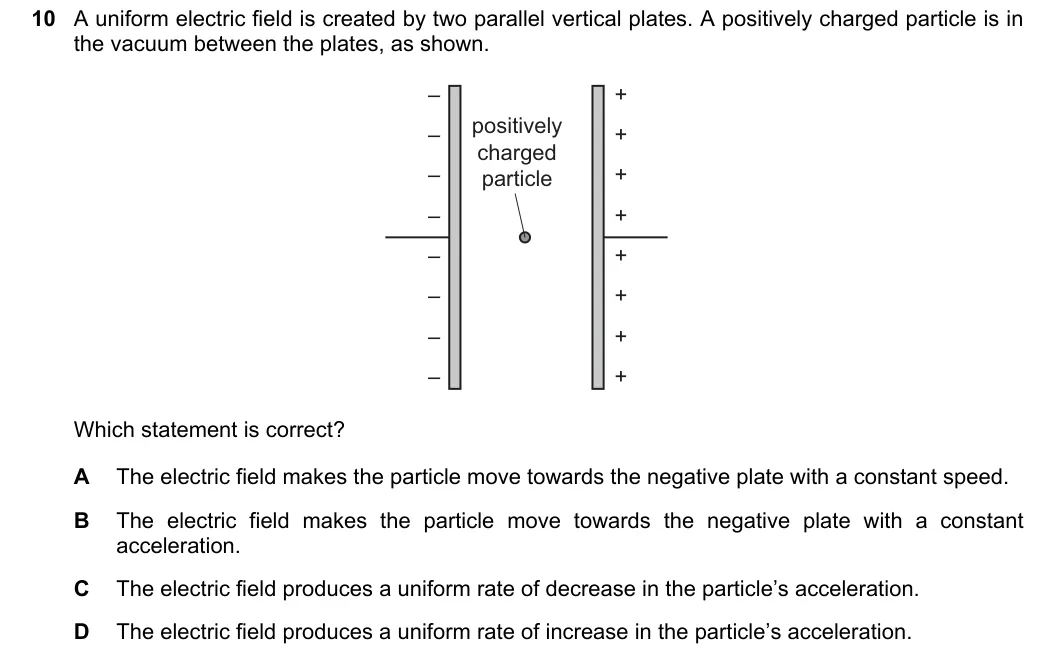 10 A uniform electric field is created by two parallel vertical plates. A positively charged particle is in
the vacuum between the plates, as shown.
– +
positively
– +
charged
– particle +
– +
– +
– +
– +
– +
Which statement is correct?
A The electric field makes the particle move towards the negative plate with a constant speed.
B The electric field makes the particle move towards the negative plate with a constant
acceleration.
C The electric field produces a uniform rate of decrease in the particle’s acceleration.
D The electric field produces a uniform rate of increase in the particle’s acceleration.